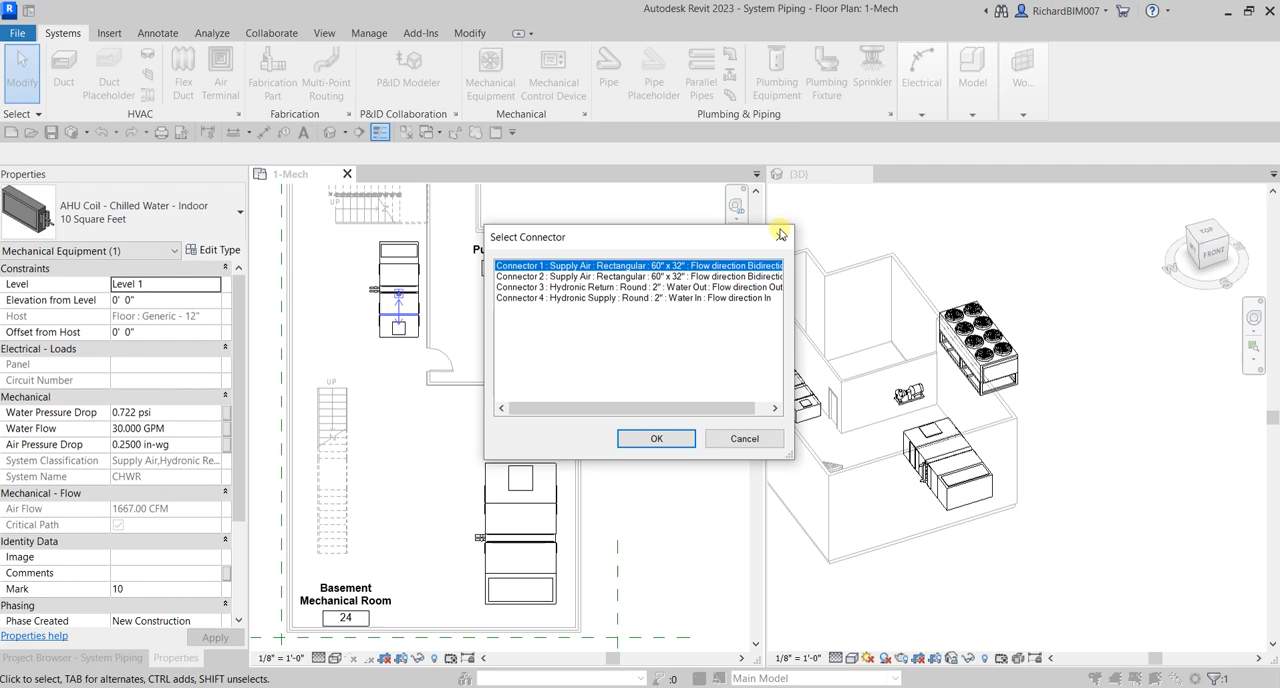 Autodesk Revit 2023 - System Piping - Floor Plan: 1-Mech
RichardBIM007
File Systems Insert Annotate Analyze Collaborate View Manage Add-Ins Modify
Modify
Duct
Duct Placeholder
Flex Duct
Air Terminal
Fabrication Part
Multi-Point Routing
P&ID Modeler
Mechanical Equipment
Mechanical Control Device
Pipe
Pipe Placeholder
Parallel Pipes
Plumbing Equipment
Plumbing Fixture
Sprinkler
Electrical
Model
Wo...
Select
HVAC
Fabrication
P&ID Collaboration
Mechanical
Plumbing & Piping
Properties
1-Mech
{3D}
AHU Coil - Chilled Water - Indoor
10 Square Feet
Mechanical Equipment (1)
Edit Type
Constraints
Level Level 1
Elevation from Level 0' 0"
Host Floor : Generic - 12"
Offset from Host 0' 0"
Electrical - Loads
Panel
Circuit Number
Mechanical
Water Pressure Drop 0.722 psi
Water Flow 30.000 GPM
Air Pressure Drop 0.2500 in-wg
System Classification Supply Air,Hydronic Re...
System Name CHWR
Mechanical - Flow
Air Flow 1667.00 CFM
Critical Path
Identity Data
Image
Comments
Mark 10
Phasing
Phase Created New Construction
Properties help
Apply
Project Browser - System Piping
Properties
UP
Pu
Select Connector
Connector 1 : Supply Air : Rectangular : 60" x 32" : Flow direction Bidirectio
Connector 2 : Supply Air : Rectangular : 60" x 32" : Flow direction Bidirectio
Connector 3 : Hydronic Return : Round : 2" : Water Out : Flow direction Out
Connector 4 : Hydronic Supply : Round : 2" : Water In : Flow direction In
OK
Cancel
UP
Basement
Mechanical Room
24
TOP
FRONT
W
1/8" = 1'-0"
1/8" = 1'-0"
Click to select, TAB for alternates, CTRL adds, SHIFT unselects.
:0
Main Model
:1